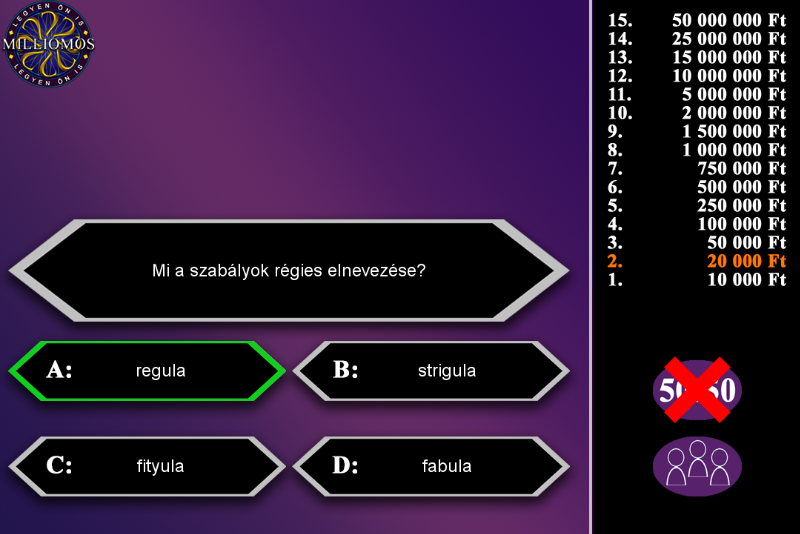 LEGYEN ÖN IS
MILLIOMOS
LEGYEN ÖN IS
Mi a szabályok régies elnevezése?
A: regula
B: strigula
C: fityula
D: fabula
15. 50 000 000 Ft
14. 25 000 000 Ft
13. 15 000 000 Ft
12. 10 000 000 Ft
11. 5 000 000 Ft
10. 2 000 000 Ft
9. 1 500 000 Ft
8. 1 000 000 Ft
7. 750 000 Ft
6. 500 000 Ft
5. 250 000 Ft
4. 100 000 Ft
3. 50 000 Ft
2. 20 000 Ft
1. 10 000 Ft